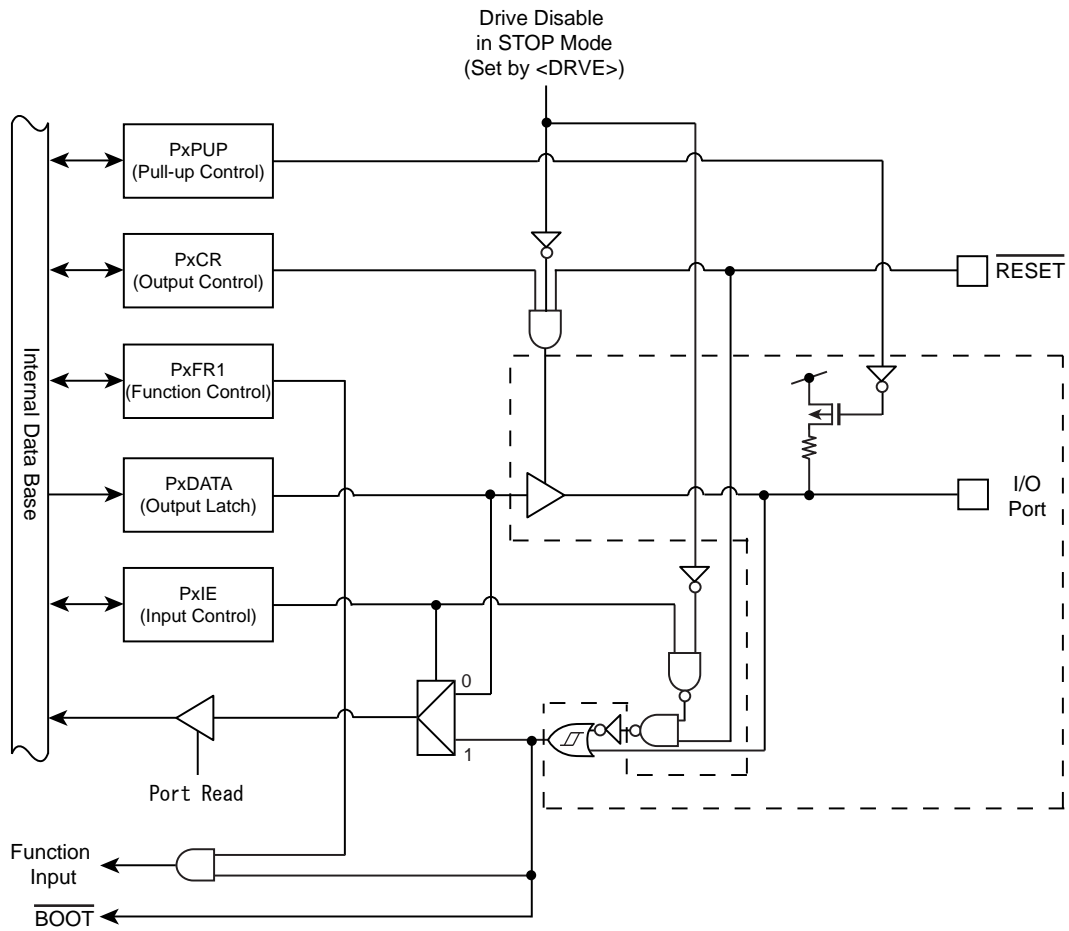 Drive Disable
in STOP Mode
(Set by <DRVE>)
PxPUP
(Pull-up Control)
PxCR
(Output Control)
RESET
PxFR1
(Function Control)
Internal Data Base
PxDATA
(Output Latch)
I/O
Port
PxIE
(Input Control)
0
1
Port Read
Function
Input
BOOT